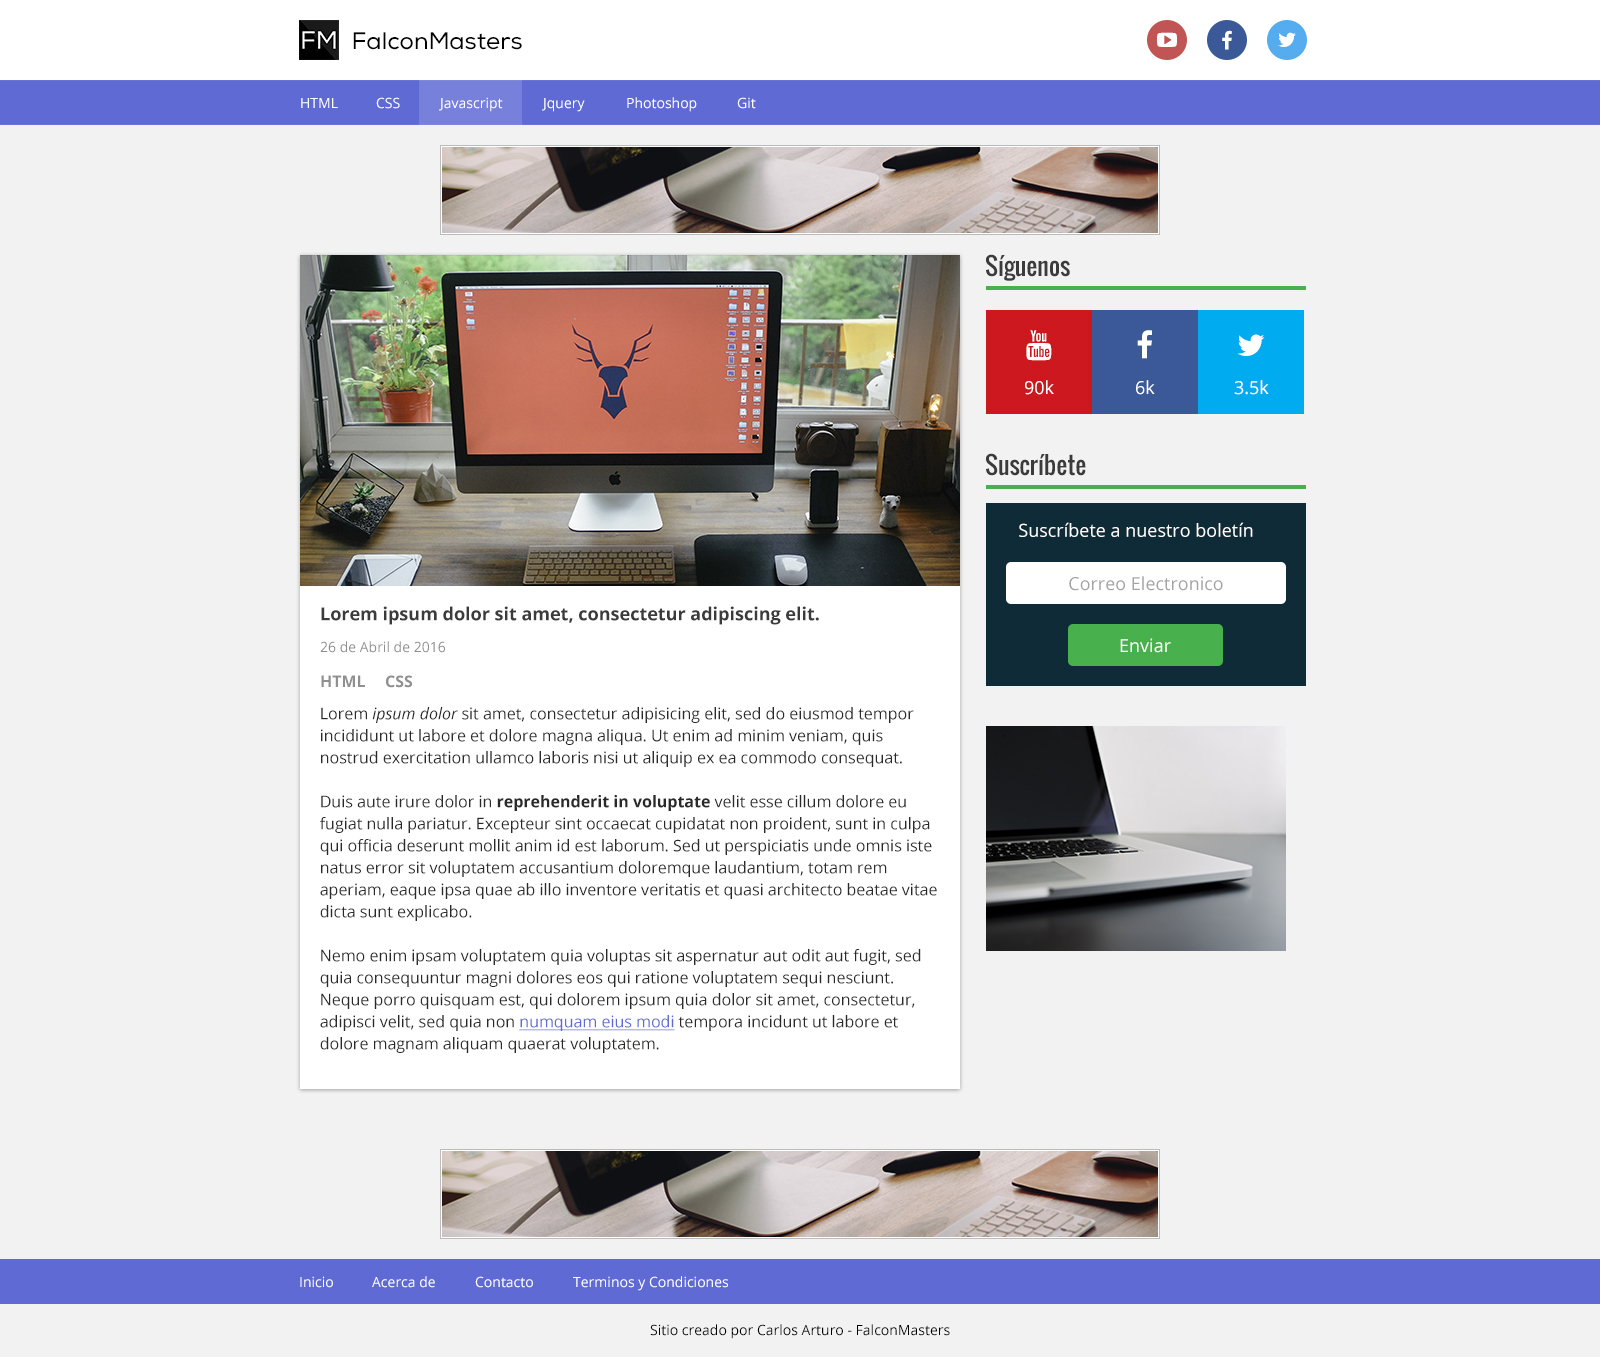 FM FalconMasters
HTML CSS Javascript Jquery Photoshop Git
Lorem ipsum dolor sit amet, consectetur adipiscing elit.
26 de Abril de 2016
HTML CSS
Lorem ipsum dolor sit amet, consectetur adipisicing elit, sed do eiusmod tempor
incididunt ut labore et dolore magna aliqua. Ut enim ad minim veniam, quis
nostrud exercitation ullamco laboris nisi ut aliquip ex ea commodo consequat.
Duis aute irure dolor in reprehenderit in voluptate velit esse cillum dolore eu
fugiat nulla pariatur. Excepteur sint occaecat cupidatat non proident, sunt in culpa
qui officia deserunt mollit anim id est laborum. Sed ut perspiciatis unde omnis iste
natus error sit voluptatem accusantium doloremque laudantium, totam rem
aperiam, eaque ipsa quae ab illo inventore veritatis et quasi architecto beatae vitae
dicta sunt explicabo.
Nemo enim ipsam voluptatem quia voluptas sit aspernatur aut odit aut fugit, sed
quia consequuntur magni dolores eos qui ratione voluptatem sequi nesciunt.
Neque porro quisquam est, qui dolorem ipsum quia dolor sit amet, consectetur,
adipisci velit, sed quia non numquam eius modi tempora incidunt ut labore et
dolore magnam aliquam quaerat voluptatem.
Síguenos
You
Tube
90k 6k 3.5k
Suscríbete
Suscríbete a nuestro boletín
Correo Electronico
Enviar
Inicio Acerca de Contacto Terminos y Condiciones
Sitio creado por Carlos Arturo - FalconMasters